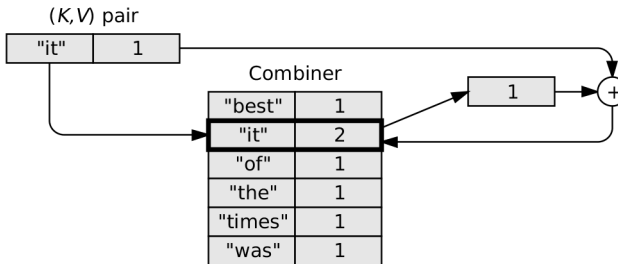 (K,V) pair
"it" 1
Combiner
"best" 1
"it" 2
"of" 1
"the" 1
"times" 1
"was" 1
1
+